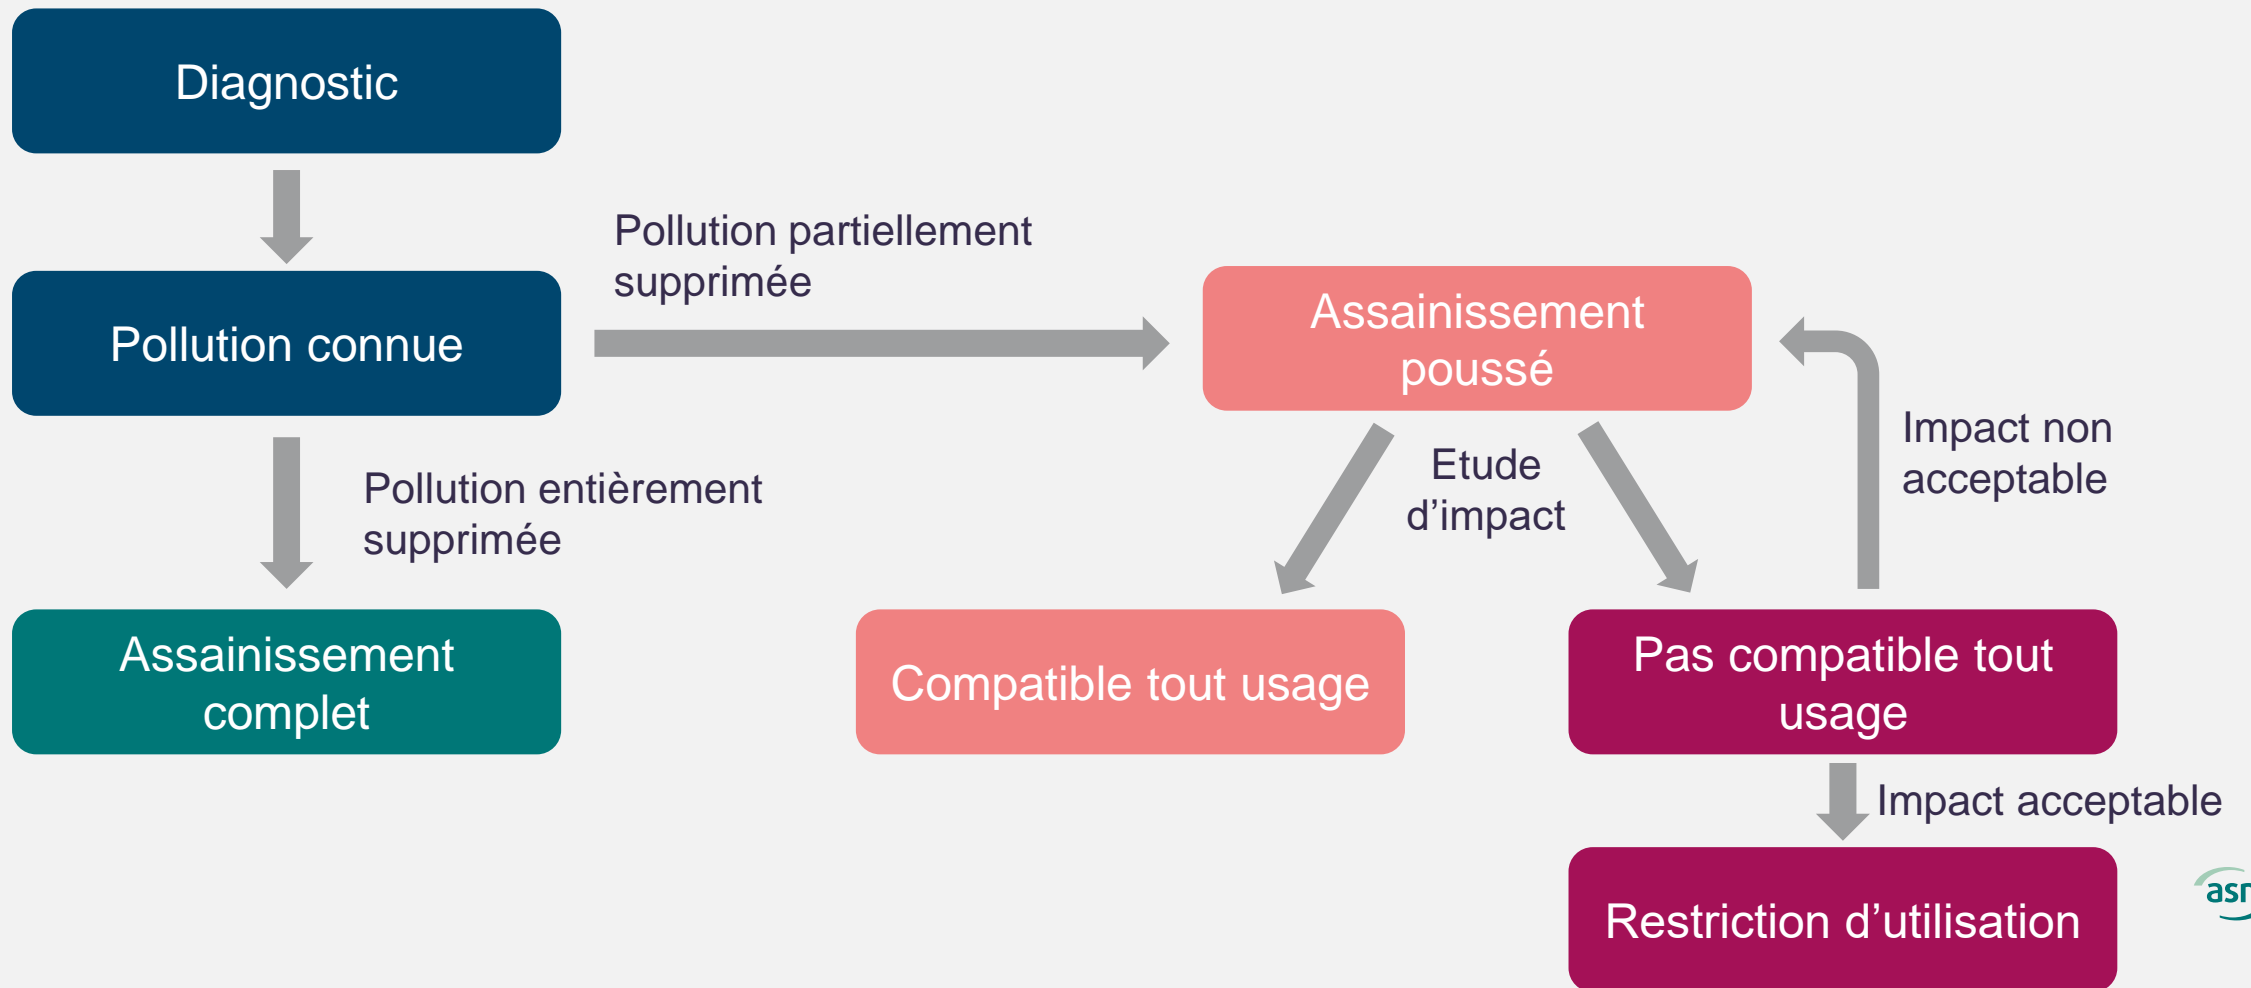 Diagnostic
Pollution partiellement
supprimée
Pollution connue
Assainissement
poussé
Impact non
acceptable
Etude
d’impact
Pollution entièrement
supprimée
Assainissement
complet
Compatible tout usage
Pas compatible tout
usage
Impact acceptable
Restriction d’utilisation